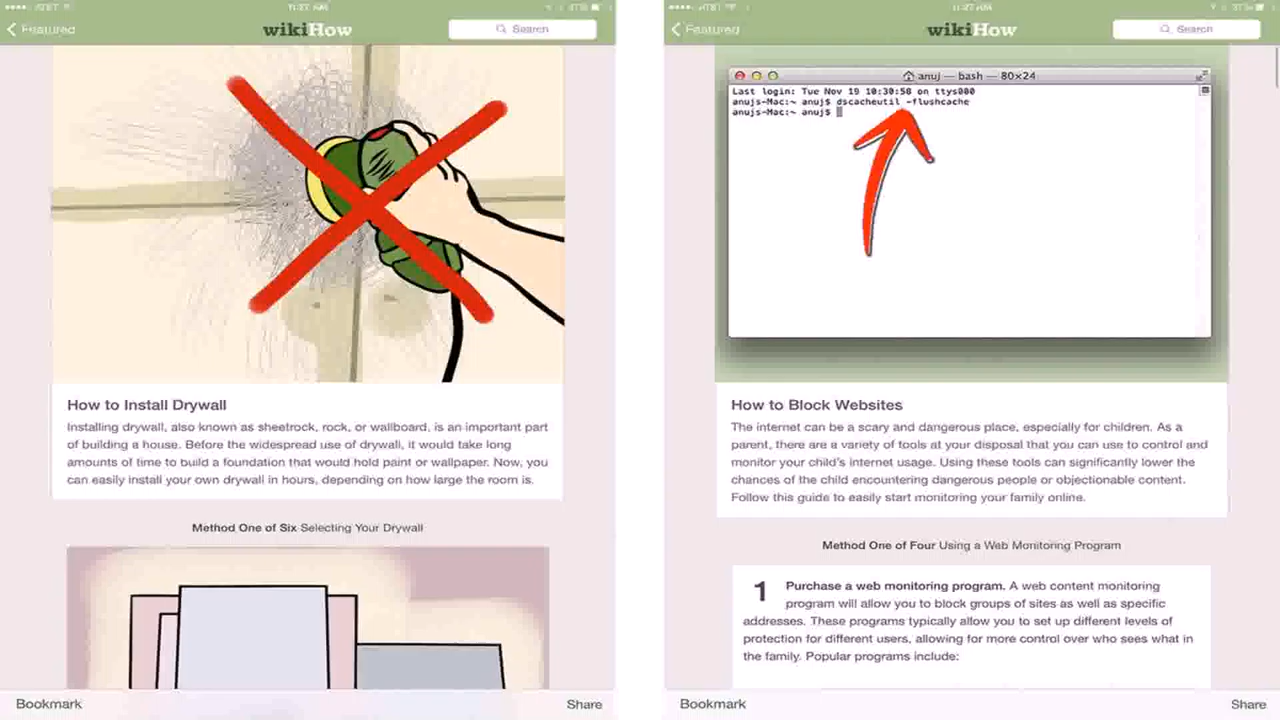 AT&T
11:27 AM
Featured
wikiHow
Search
How to Install Drywall
Installing drywall, also known as sheetrock, rock, or wallboard, is an important part
of building a house. Before the widespread use of drywall, it would take long
amounts of time to build a foundation that would hold paint or wallpaper. Now, you
can easily install your own drywall in hours, depending on how large the room is.
Method One of Six Selecting Your Drywall
Bookmark
Share
AT&T
11:27 AM
Featured
wikiHow
Search
anuj — bash — 80×24
Last login: Tue Nov 19 10:30:58 on ttys000
anujs-Mac:~ anuj$ dscacheutil -flushcache
anujs-Mac:~ anuj$
How to Block Websites
The internet can be a scary and dangerous place, especially for children. As a
parent, there are a variety of tools at your disposal that you can use to control and
monitor your child's internet usage. Using these tools can significantly lower the
chances of the child encountering dangerous people or objectionable content.
Follow this guide to easily start monitoring your family online.
Method One of Four Using a Web Monitoring Program
1 Purchase a web monitoring program. A web content monitoring
program will allow you to block groups of sites as well as specific
addresses. These programs typically allow you to set up different levels of
protection for different users, allowing for more control over who sees what in
the family. Popular programs include:
Bookmark
Share